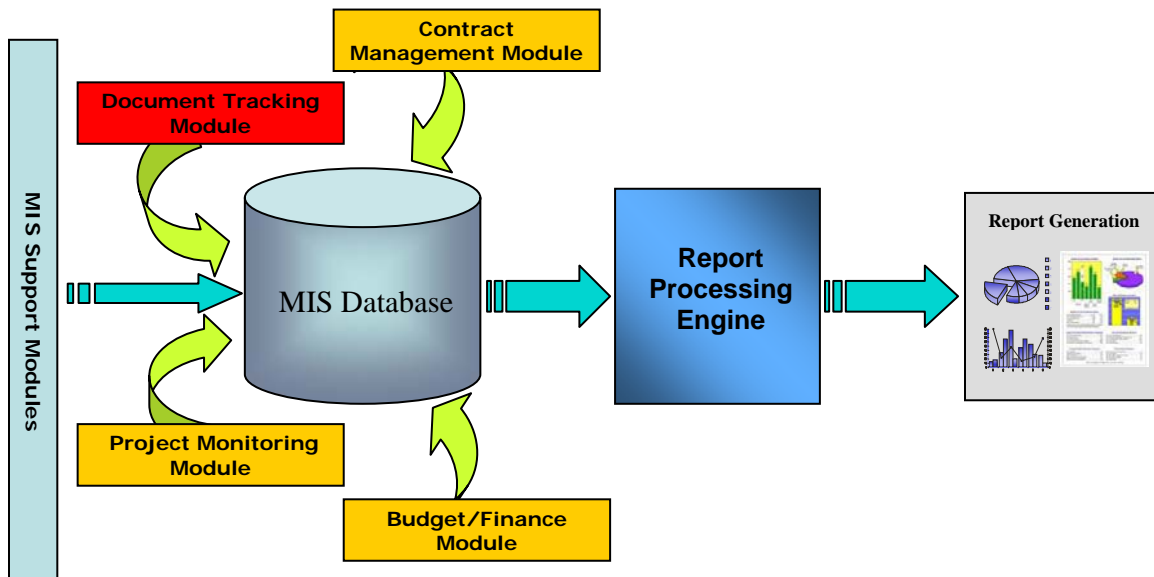 MIS Support Modules
Contract
Management Module
Document Tracking
Module
MIS Database
Project Monitoring
Module
Budget/Finance
Module
Report
Processing
Engine
Report Generation